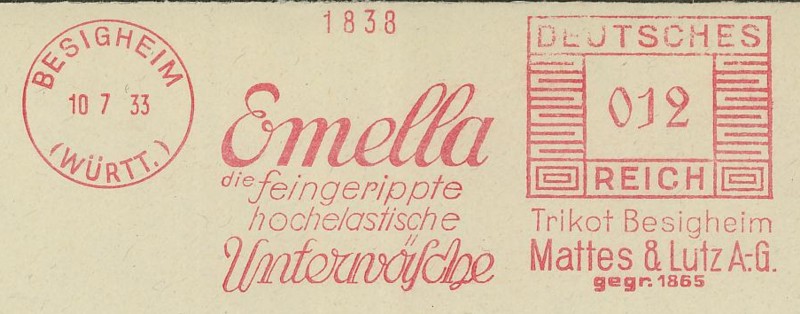 1838
BESIGHEIM
10 7 33
(WÜRTT.)
Emella
die feingerippte
hochelastische
Unterwäsche
DEUTSCHES
012
REICH
Trikot Besigheim
Mattes & Lutz A.-G.
gegr. 1865